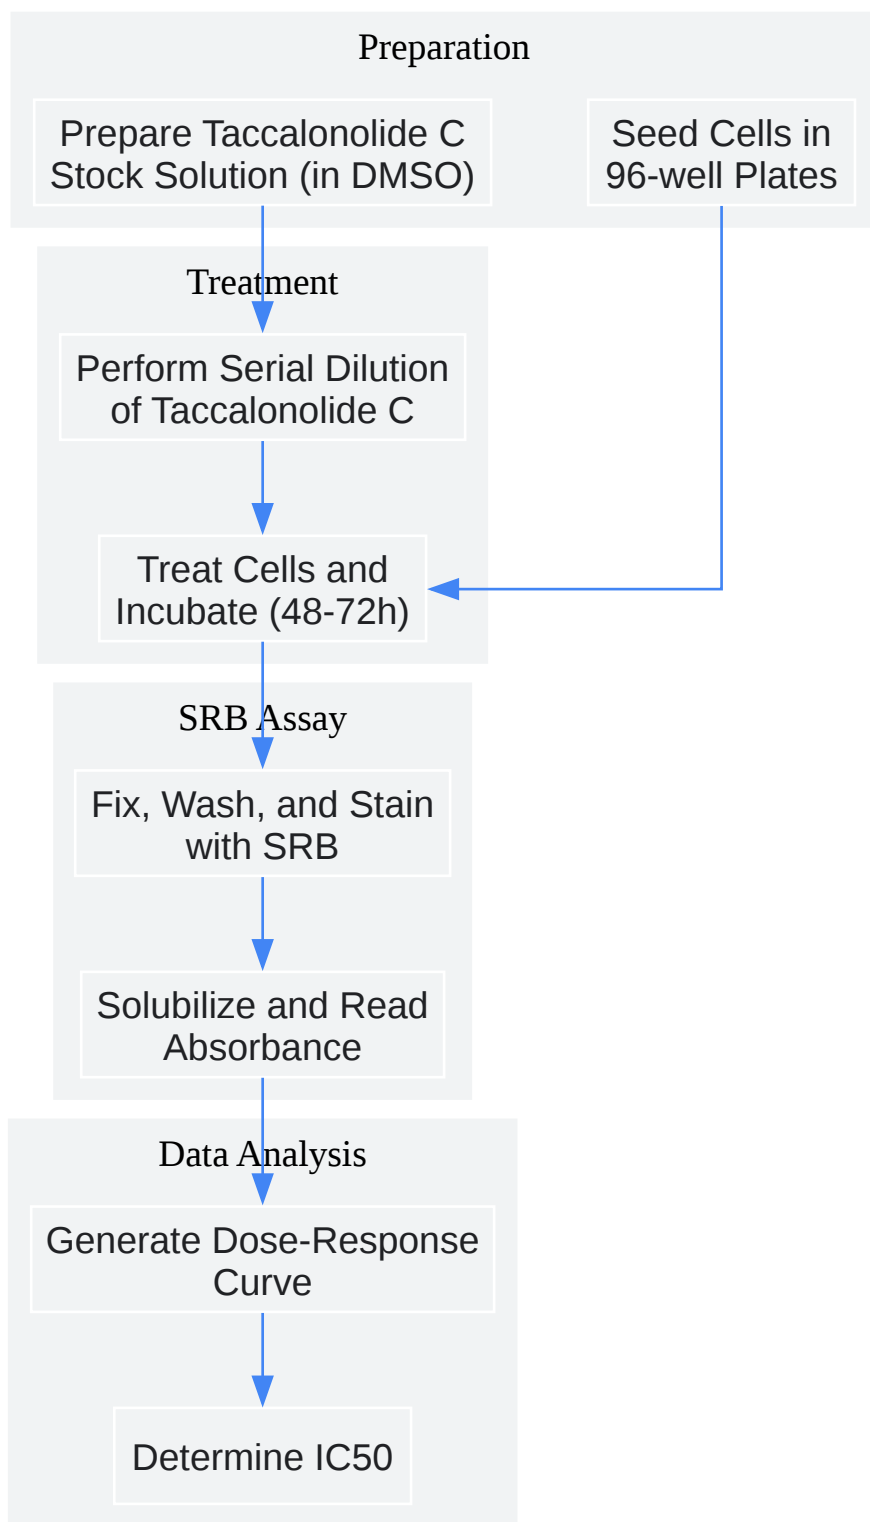 Preparation
Prepare Taccalonolide C
Stock Solution (in DMSO)
Seed Cells in
96-well Plates
Treatment
Perform Serial Dilution
of Taccalonolide C
Treat Cells and
Incubate (48-72h)
SRB Assay
Fix, Wash, and Stain
with SRB
Solubilize and Read
Absorbance
Data Analysis
Generate Dose-Response
Curve
Determine IC50